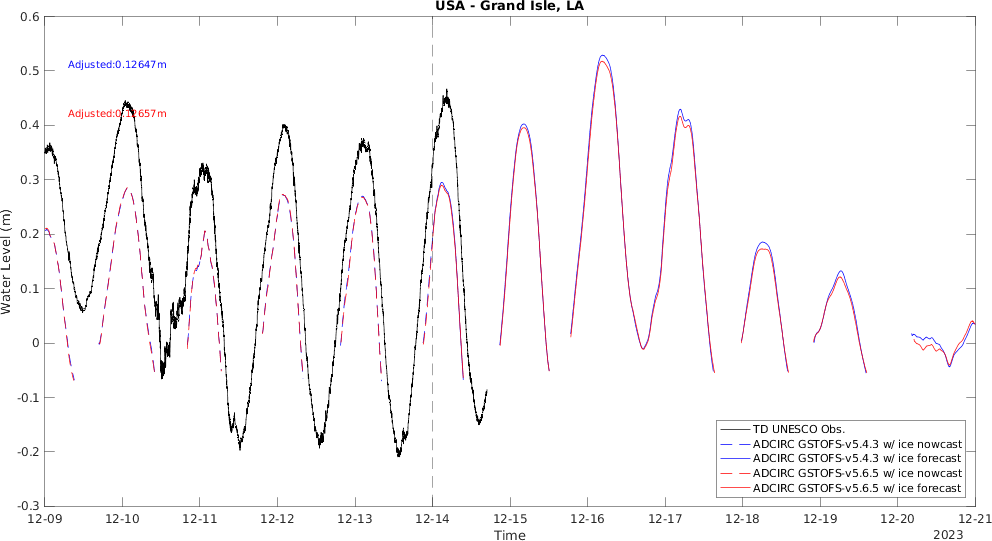 USA - Grand Isle, LA
0.6
0.5
0.4
0.3
0.2
0.1
0
-0.1
-0.2
-0.3
Water Level (m)
Adjusted:0.12647m
Adjusted:0.12657m
TD UNESCO Obs.
ADCIRC GSTOFS-v5.4.3 w/ ice nowcast
ADCIRC GSTOFS-v5.4.3 w/ ice forecast
ADCIRC GSTOFS-v5.6.5 w/ ice nowcast
ADCIRC GSTOFS-v5.6.5 w/ ice forecast
12-09 12-10 12-11 12-12 12-13 12-14 12-15 12-16 12-17 12-18 12-19 12-20 12-21
Time
2023